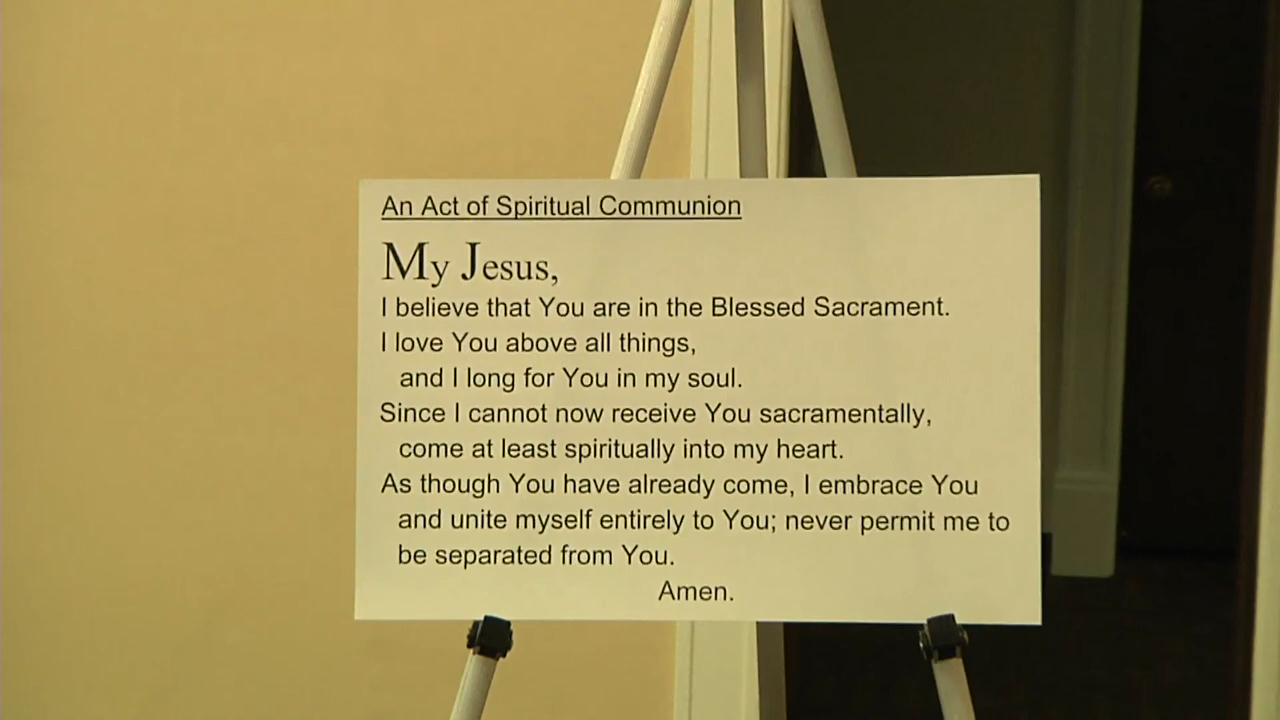 An Act of Spiritual Communion
My Jesus,
I believe that You are in the Blessed Sacrament.
I love You above all things,
and I long for You in my soul.
Since I cannot now receive You sacramentally,
come at least spiritually into my heart.
As though You have already come, I embrace You
and unite myself entirely to You; never permit me to
be separated from You.
Amen.